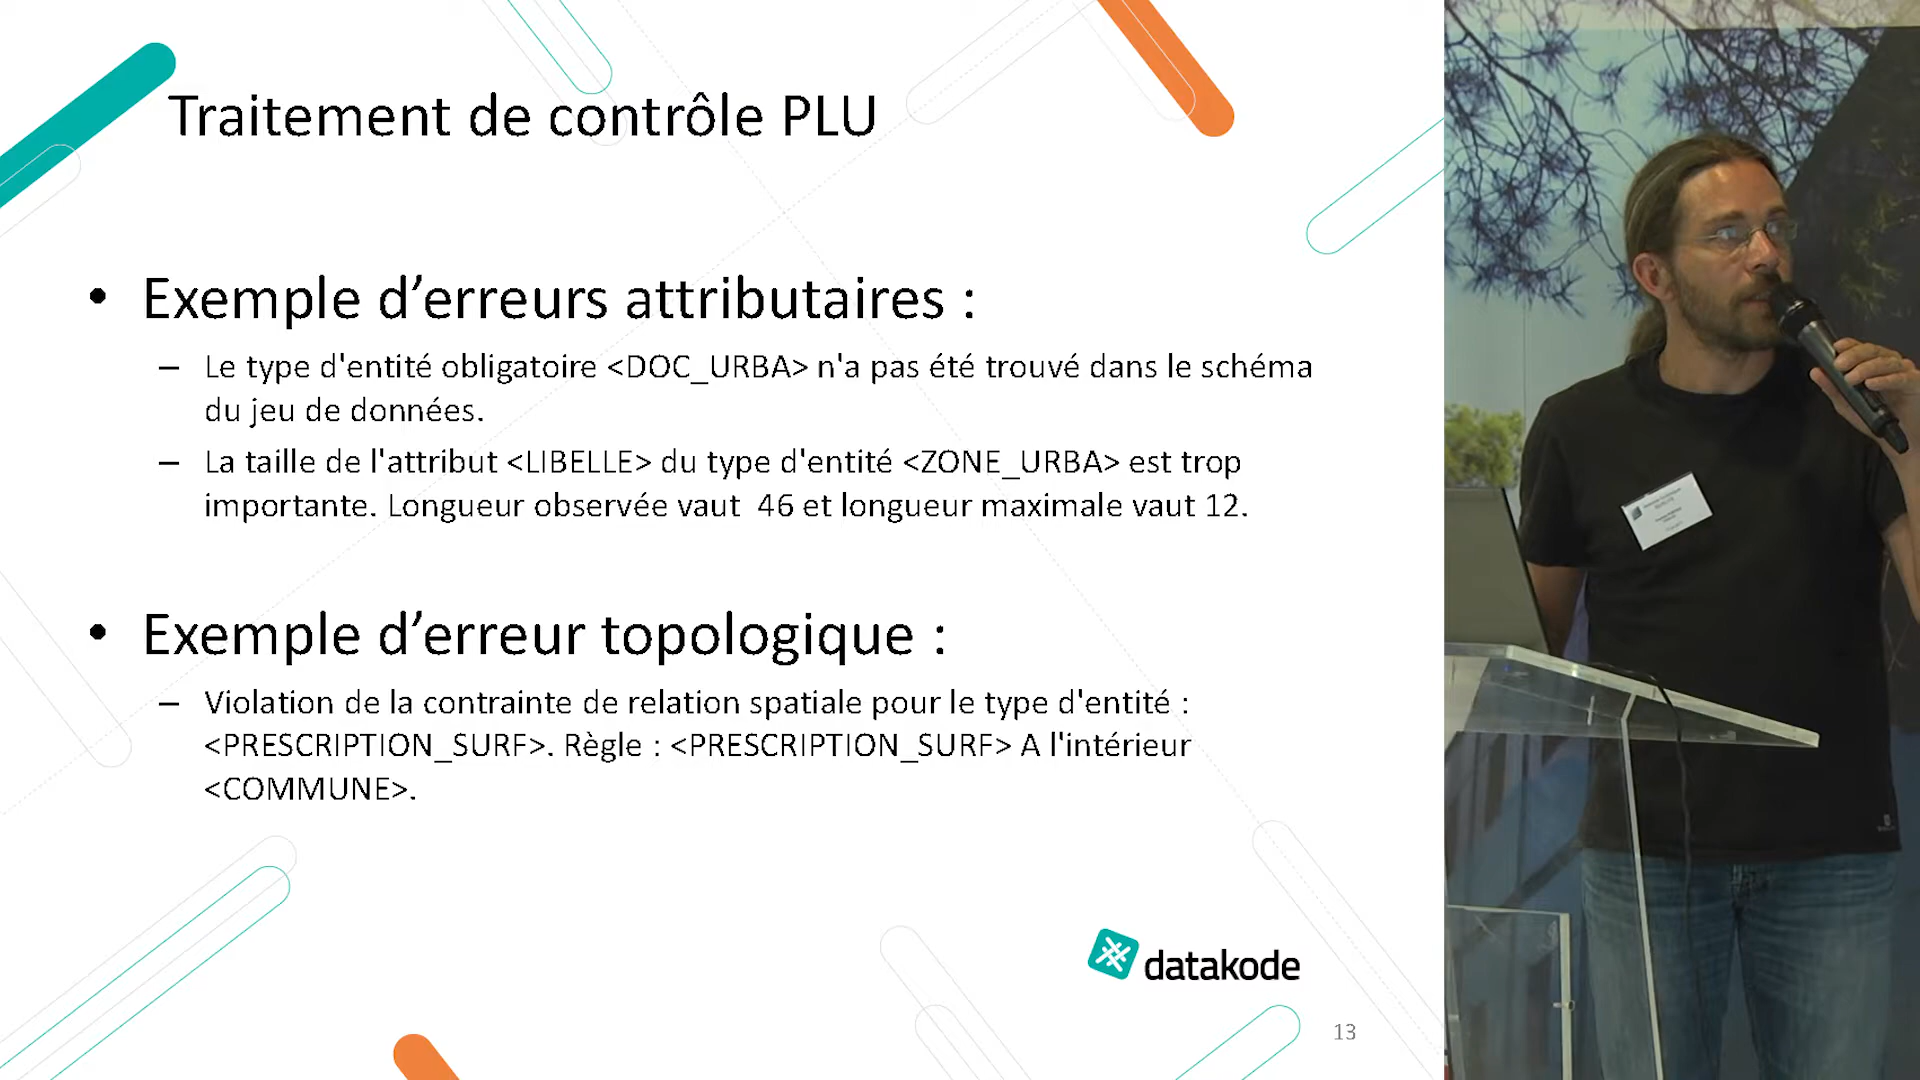 Traitement de contrôle PLU
• Exemple d’erreurs attributaires :
– Le type d'entité obligatoire <DOC_URBA> n'a pas été trouvé dans le schéma
du jeu de données.
– La taille de l'attribut <LIBELLE> du type d'entité <ZONE_URBA> est trop
importante. Longueur observée vaut  46 et longueur maximale vaut 12.
• Exemple d’erreur topologique :
– Violation de la contrainte de relation spatiale pour le type d'entité :
<PRESCRIPTION_SURF>. Règle : <PRESCRIPTION_SURF> A l'intérieur
<COMMUNE>.
datakode
13